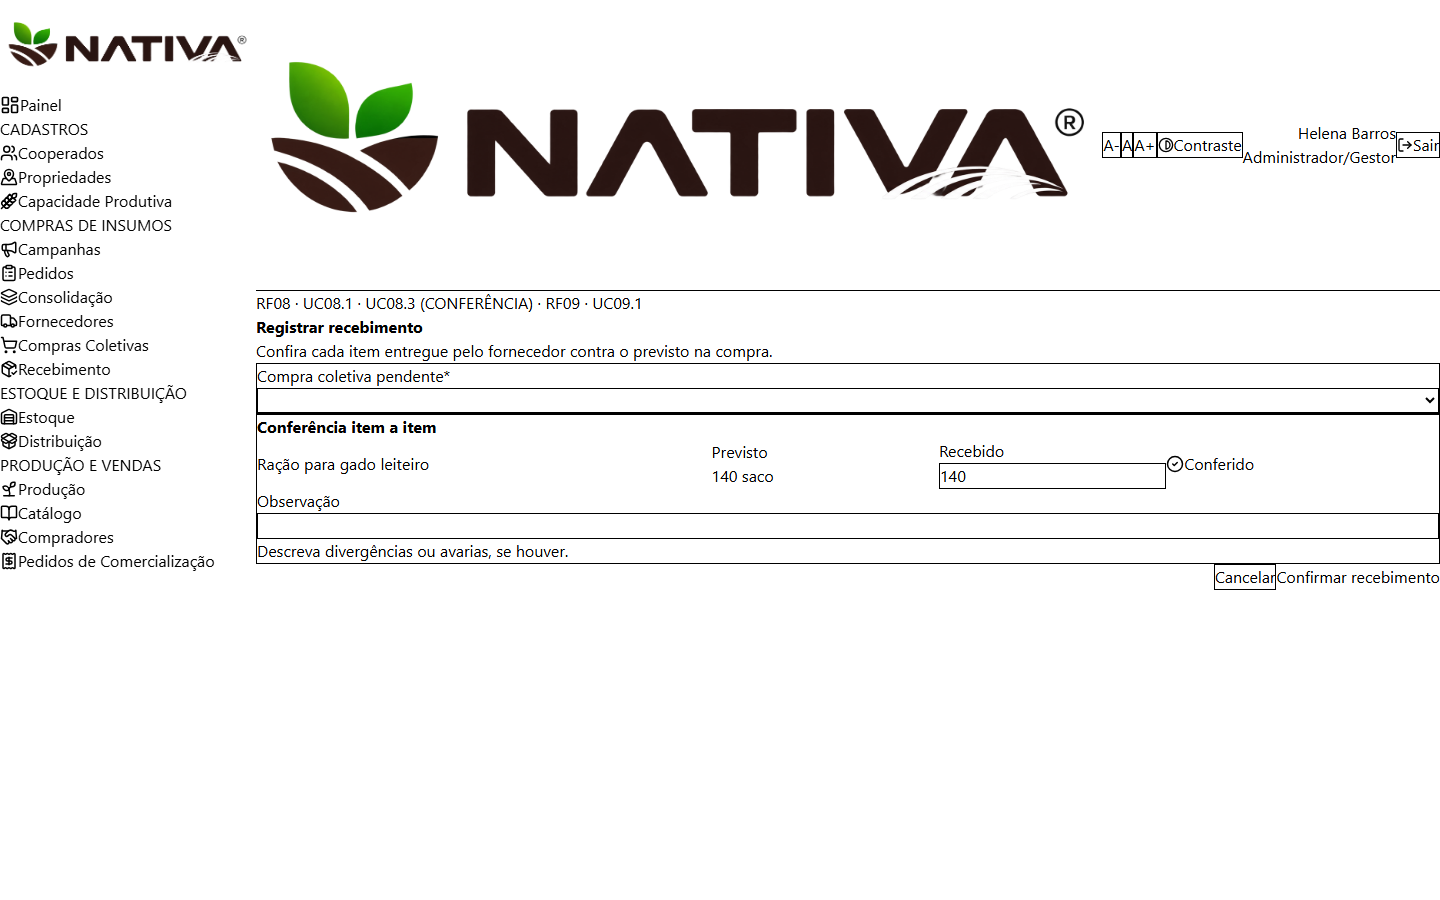 NATIVA®
Painel
CADASTROS
Cooperados
Propriedades
Capacidade Produtiva
COMPRAS DE INSUMOS
Campanhas
Pedidos
Consolidação
Fornecedores
Compras Coletivas
Recebimento
ESTOQUE E DISTRIBUIÇÃO
Estoque
Distribuição
PRODUÇÃO E VENDAS
Produção
Catálogo
Compradores
Pedidos de Comercialização
NATIVA®
A- A A+ Contraste
Helena Barros
Administrador/Gestor
Sair
RF08 · UC08.1 · UC08.3 (CONFERÊNCIA) · RF09 · UC09.1
Registrar recebimento
Confira cada item entregue pelo fornecedor contra o previsto na compra.
Compra coletiva pendente*
Conferência item a item
Ração para gado leiteiro
Previsto
140 saco
Recebido
140
Conferido
Observação
Descreva divergências ou avarias, se houver.
Cancelar Confirmar recebimento